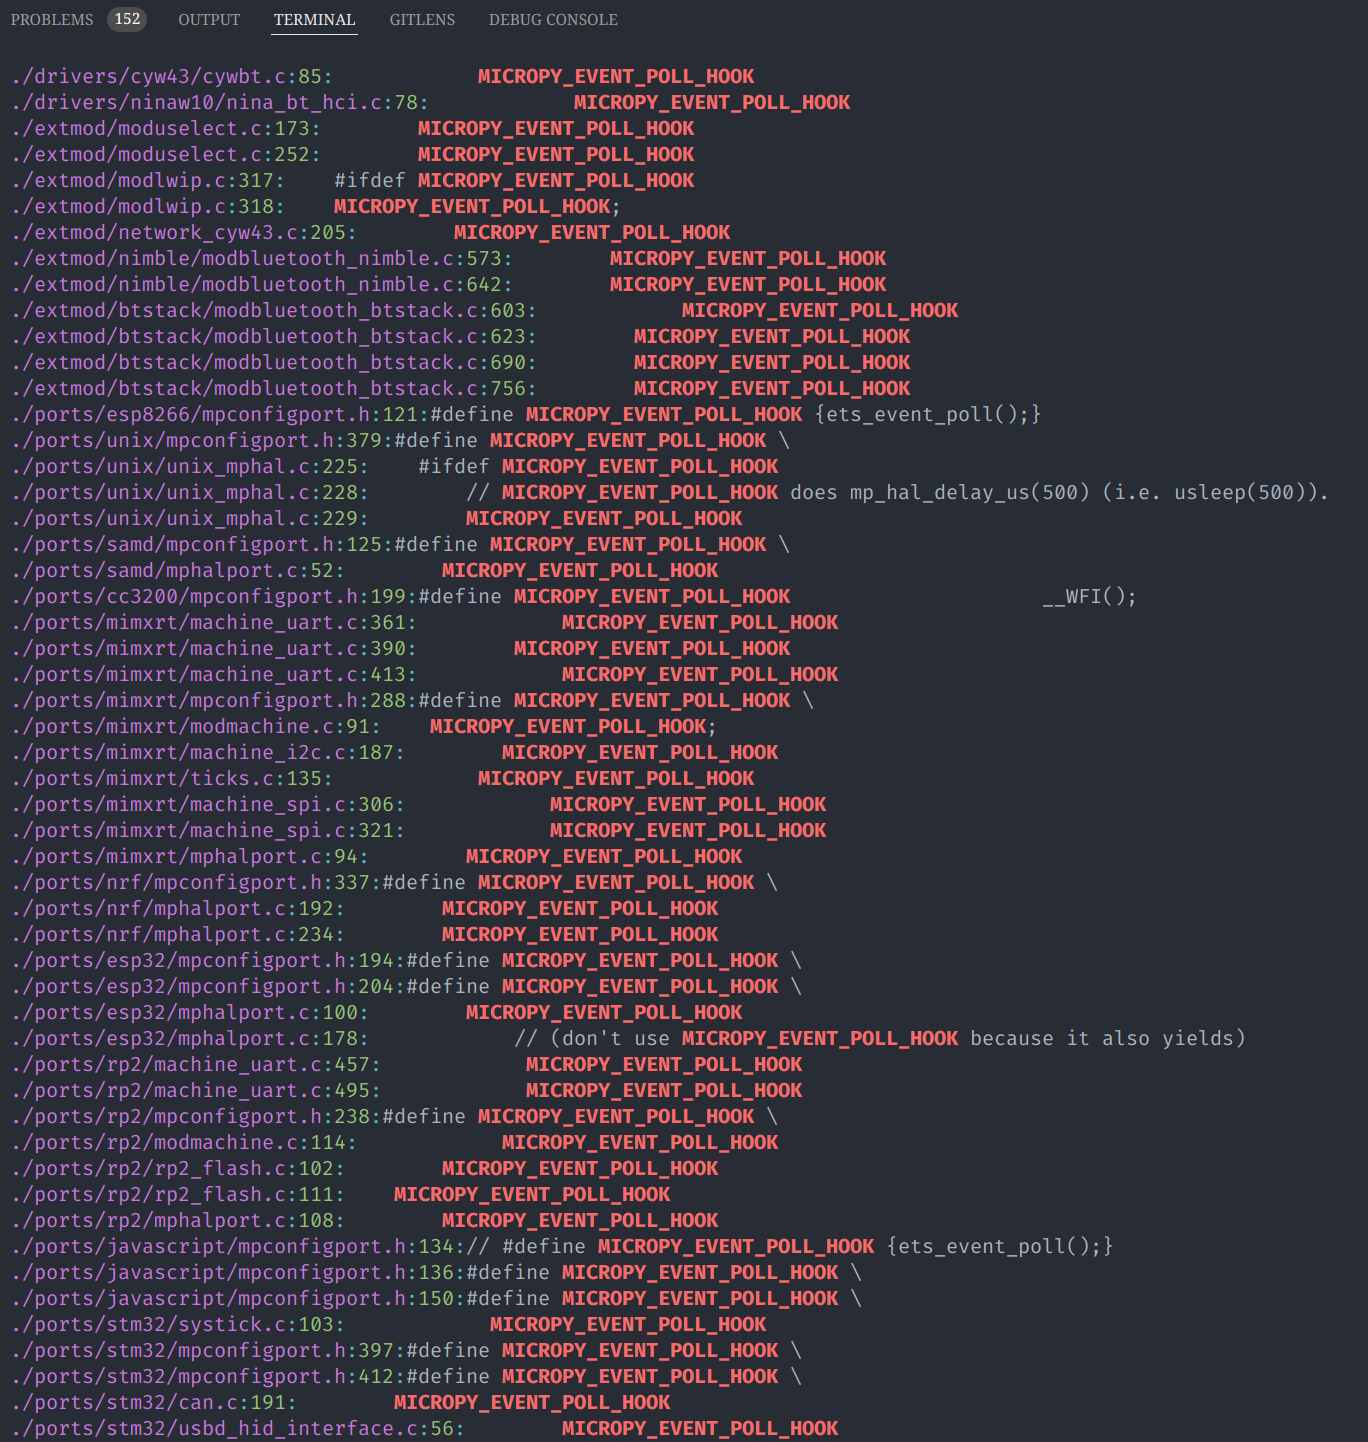 PROBLEMS 152 OUTPUT TERMINAL GITLENS DEBUG CONSOLE
./drivers/cyw43/cywbt.c:85:            MICROPY_EVENT_POLL_HOOK
./drivers/ninaw10/nina_bt_hci.c:78:            MICROPY_EVENT_POLL_HOOK
./extmod/moduselect.c:173:        MICROPY_EVENT_POLL_HOOK
./extmod/moduselect.c:252:        MICROPY_EVENT_POLL_HOOK
./extmod/modlwip.c:317:    #ifdef MICROPY_EVENT_POLL_HOOK
./extmod/modlwip.c:318:    MICROPY_EVENT_POLL_HOOK;
./extmod/network_cyw43.c:205:        MICROPY_EVENT_POLL_HOOK
./extmod/nimble/modbluetooth_nimble.c:573:        MICROPY_EVENT_POLL_HOOK
./extmod/nimble/modbluetooth_nimble.c:642:        MICROPY_EVENT_POLL_HOOK
./extmod/btstack/modbluetooth_btstack.c:603:            MICROPY_EVENT_POLL_HOOK
./extmod/btstack/modbluetooth_btstack.c:623:        MICROPY_EVENT_POLL_HOOK
./extmod/btstack/modbluetooth_btstack.c:690:        MICROPY_EVENT_POLL_HOOK
./extmod/btstack/modbluetooth_btstack.c:756:        MICROPY_EVENT_POLL_HOOK
./ports/esp8266/mpconfigport.h:121:#define MICROPY_EVENT_POLL_HOOK {ets_event_poll();}
./ports/unix/mpconfigport.h:379:#define MICROPY_EVENT_POLL_HOOK \
./ports/unix/unix_mphal.c:225:    #ifdef MICROPY_EVENT_POLL_HOOK
./ports/unix/unix_mphal.c:228:        // MICROPY_EVENT_POLL_HOOK does mp_hal_delay_us(500) (i.e. usleep(500)).
./ports/unix/unix_mphal.c:229:        MICROPY_EVENT_POLL_HOOK
./ports/samd/mpconfigport.h:125:#define MICROPY_EVENT_POLL_HOOK \
./ports/samd/mphalport.c:52:        MICROPY_EVENT_POLL_HOOK
./ports/cc3200/mpconfigport.h:199:#define MICROPY_EVENT_POLL_HOOK                     __WFI();
./ports/mimxrt/machine_uart.c:361:            MICROPY_EVENT_POLL_HOOK
./ports/mimxrt/machine_uart.c:390:        MICROPY_EVENT_POLL_HOOK
./ports/mimxrt/machine_uart.c:413:            MICROPY_EVENT_POLL_HOOK
./ports/mimxrt/mpconfigport.h:288:#define MICROPY_EVENT_POLL_HOOK \
./ports/mimxrt/modmachine.c:91:    MICROPY_EVENT_POLL_HOOK;
./ports/mimxrt/machine_i2c.c:187:        MICROPY_EVENT_POLL_HOOK
./ports/mimxrt/ticks.c:135:            MICROPY_EVENT_POLL_HOOK
./ports/mimxrt/machine_spi.c:306:            MICROPY_EVENT_POLL_HOOK
./ports/mimxrt/machine_spi.c:321:            MICROPY_EVENT_POLL_HOOK
./ports/mimxrt/mphalport.c:94:        MICROPY_EVENT_POLL_HOOK
./ports/nrf/mpconfigport.h:337:#define MICROPY_EVENT_POLL_HOOK \
./ports/nrf/mphalport.c:192:        MICROPY_EVENT_POLL_HOOK
./ports/nrf/mphalport.c:234:        MICROPY_EVENT_POLL_HOOK
./ports/esp32/mpconfigport.h:194:#define MICROPY_EVENT_POLL_HOOK \
./ports/esp32/mpconfigport.h:204:#define MICROPY_EVENT_POLL_HOOK \
./ports/esp32/mphalport.c:100:        MICROPY_EVENT_POLL_HOOK
./ports/esp32/mphalport.c:178:            // (don't use MICROPY_EVENT_POLL_HOOK because it also yields)
./ports/rp2/machine_uart.c:457:            MICROPY_EVENT_POLL_HOOK
./ports/rp2/machine_uart.c:495:            MICROPY_EVENT_POLL_HOOK
./ports/rp2/mpconfigport.h:238:#define MICROPY_EVENT_POLL_HOOK \
./ports/rp2/modmachine.c:114:            MICROPY_EVENT_POLL_HOOK
./ports/rp2/rp2_flash.c:102:        MICROPY_EVENT_POLL_HOOK
./ports/rp2/rp2_flash.c:111:    MICROPY_EVENT_POLL_HOOK
./ports/rp2/mphalport.c:108:        MICROPY_EVENT_POLL_HOOK
./ports/javascript/mpconfigport.h:134:// #define MICROPY_EVENT_POLL_HOOK {ets_event_poll();}
./ports/javascript/mpconfigport.h:136:#define MICROPY_EVENT_POLL_HOOK \
./ports/javascript/mpconfigport.h:150:#define MICROPY_EVENT_POLL_HOOK \
./ports/stm32/systick.c:103:            MICROPY_EVENT_POLL_HOOK
./ports/stm32/mpconfigport.h:397:#define MICROPY_EVENT_POLL_HOOK \
./ports/stm32/mpconfigport.h:412:#define MICROPY_EVENT_POLL_HOOK \
./ports/stm32/can.c:191:        MICROPY_EVENT_POLL_HOOK
./ports/stm32/usbd_hid_interface.c:56:        MICROPY_EVENT_POLL_HOOK